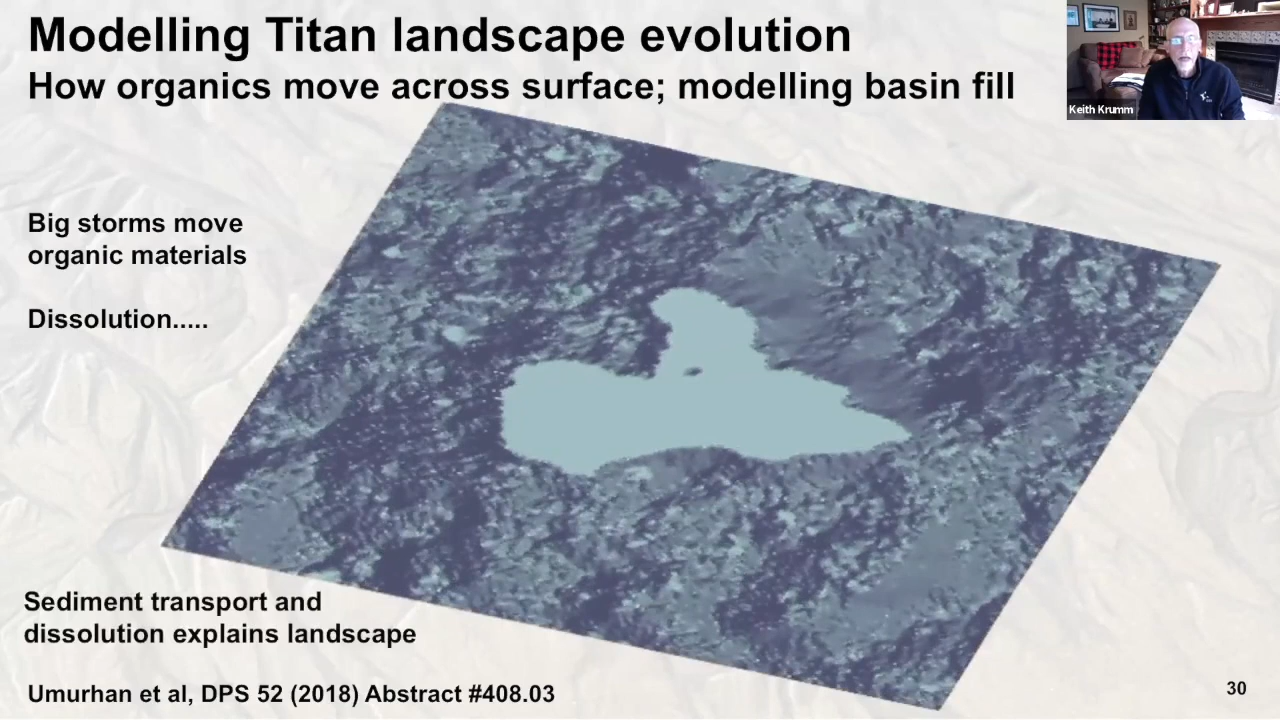 Modelling Titan landscape evolution
How organics move across surface; modelling basin fill
Keith Krumm
Big storms move
organic materials
Dissolution.....
Sediment transport and
dissolution explains landscape
Umurhan et al, DPS 52 (2018) Abstract #408.03
30